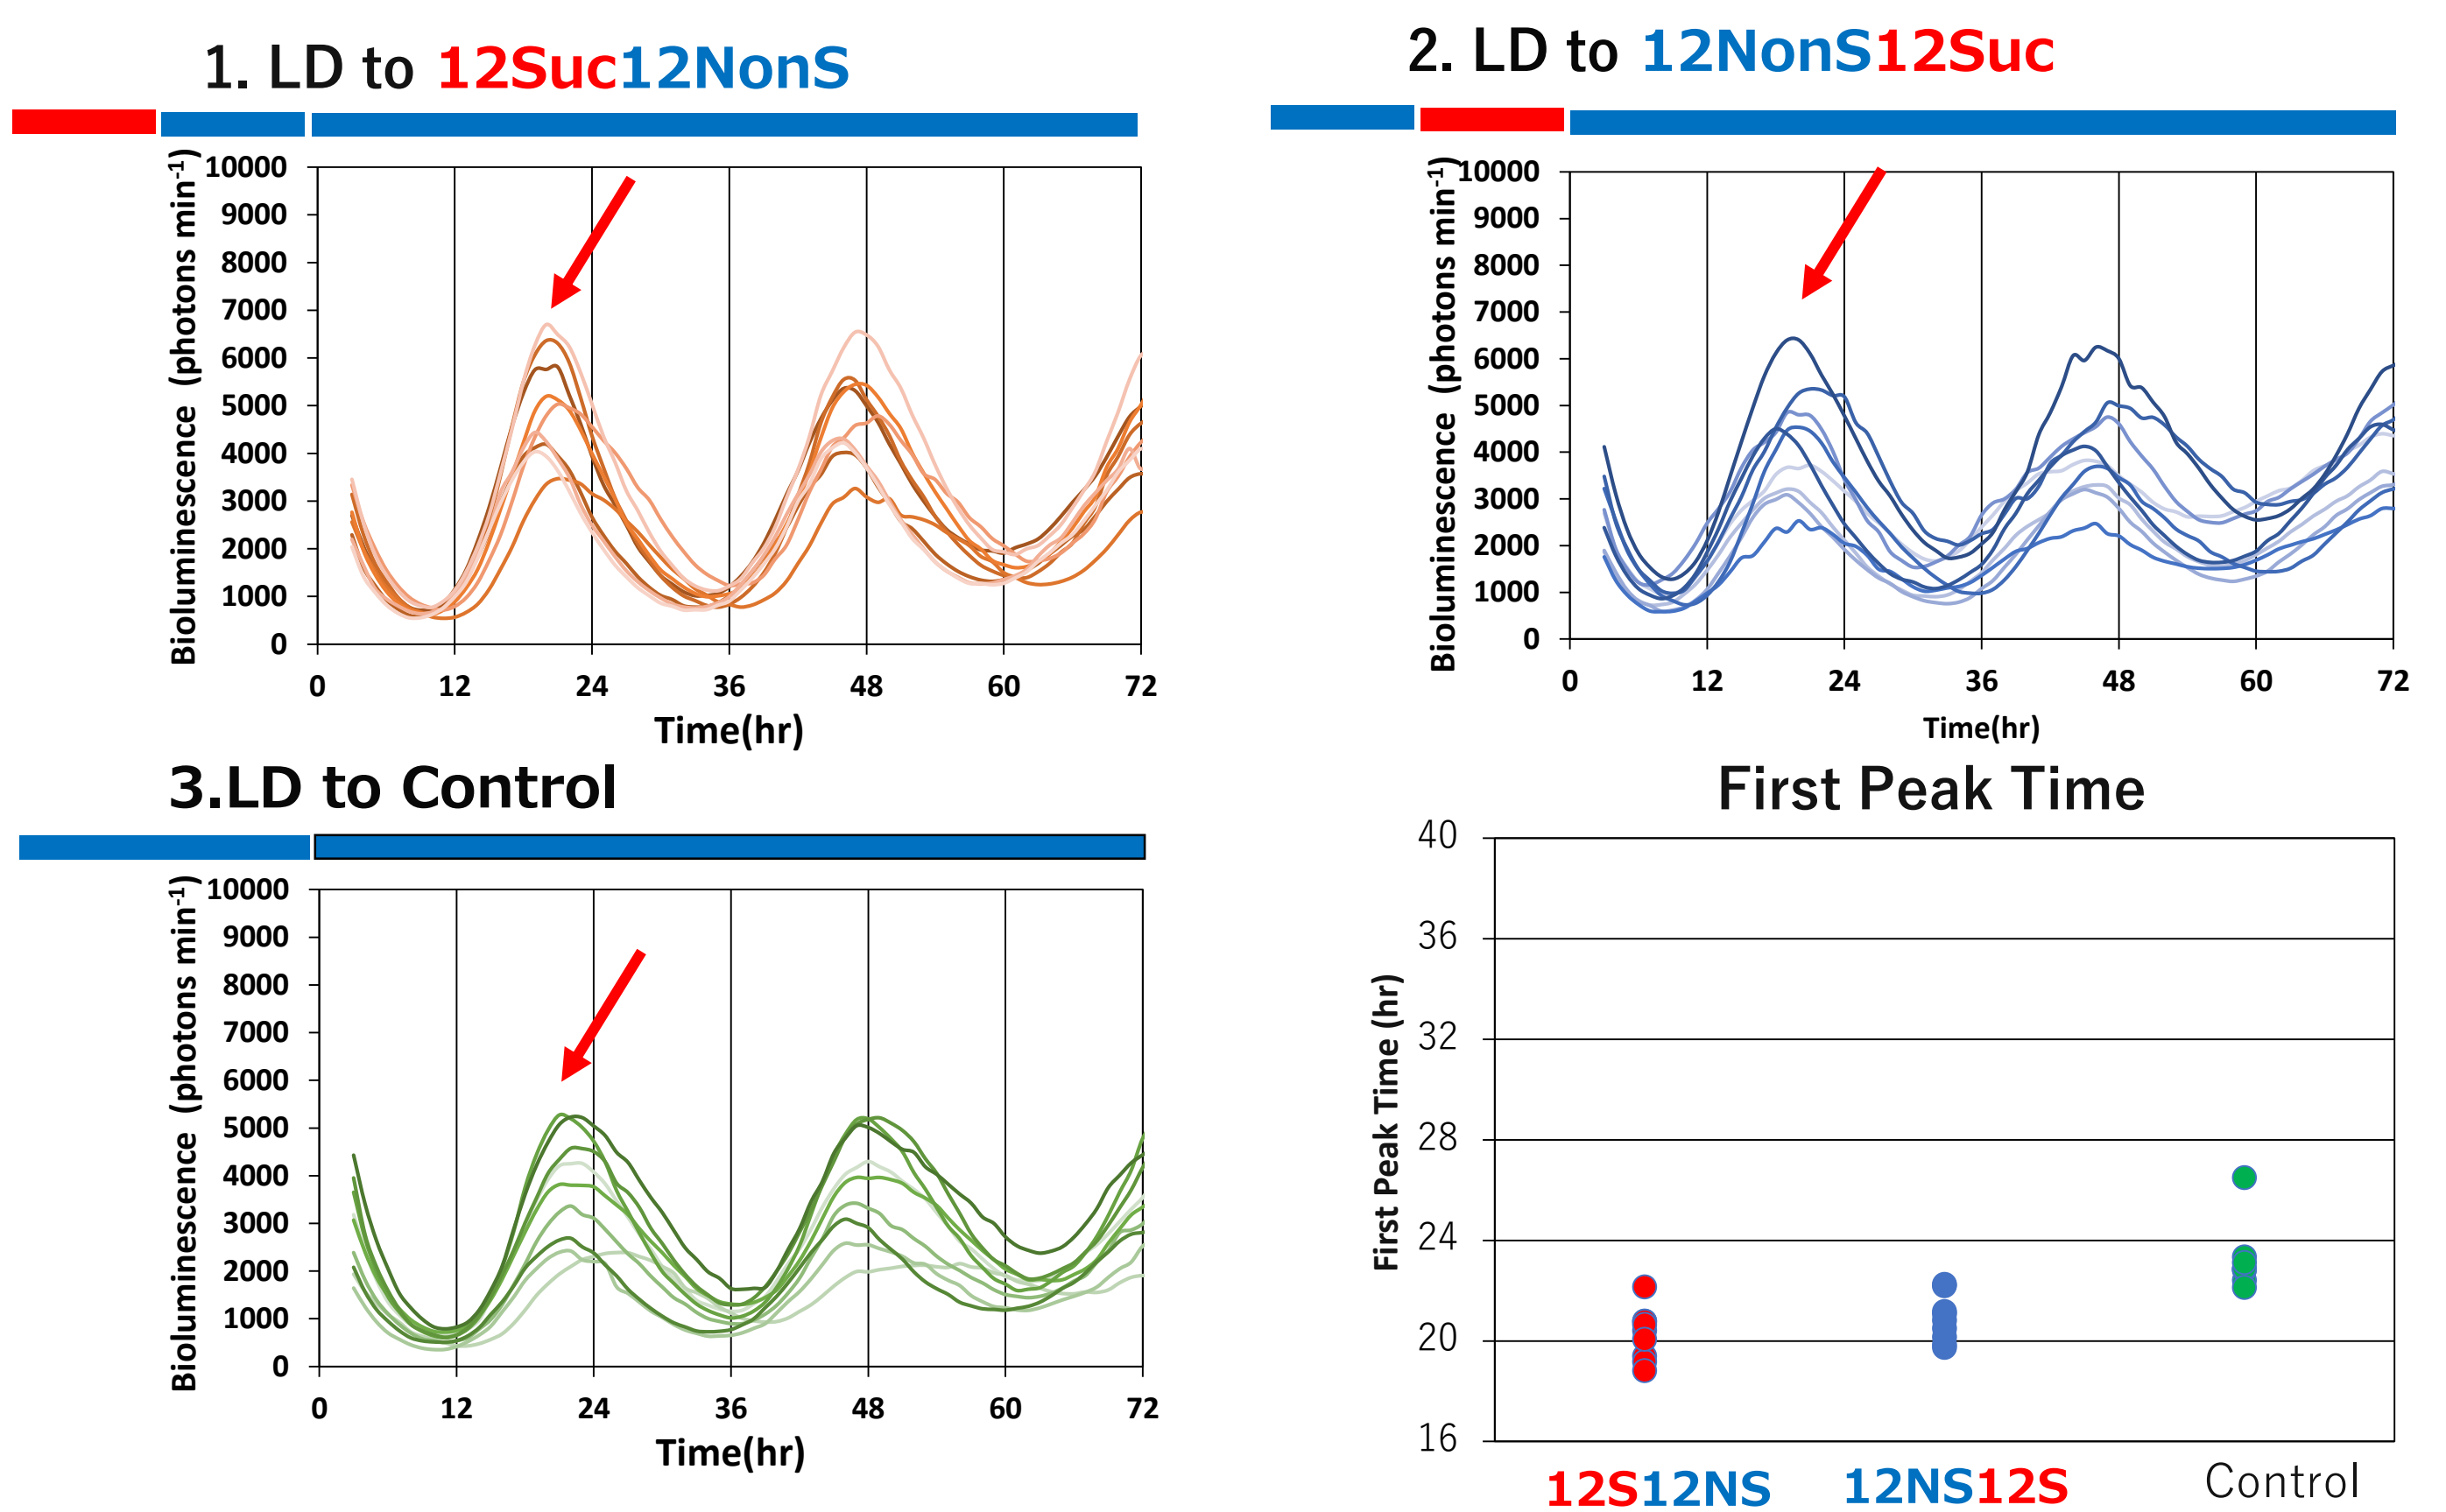 1. LD to 12Suc12NonS
Bioluminescence (photons min-1)
10000
9000
8000
7000
6000
5000
4000
3000
2000
1000
0
0 12 24 36 48 60 72
Time(hr)
2. LD to 12NonS12Suc
Bioluminescence (photons min-1)
10000
9000
8000
7000
6000
5000
4000
3000
2000
1000
0
0 12 24 36 48 60 72
Time(hr)
3.LD to Control
Bioluminescence (photons min-1)
10000
9000
8000
7000
6000
5000
4000
3000
2000
1000
0
0 12 24 36 48 60 72
Time(hr)
First Peak Time
First Peak Time (hr)
40
36
32
28
24
20
16
12S12NS 12NS12S Control